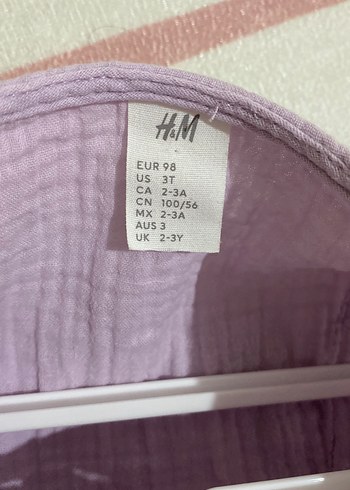 H&M
EUR 98
US 3T
CA 2-3A
CN 100/56
MX 2-3A
AUS 3
UK 2-3Y